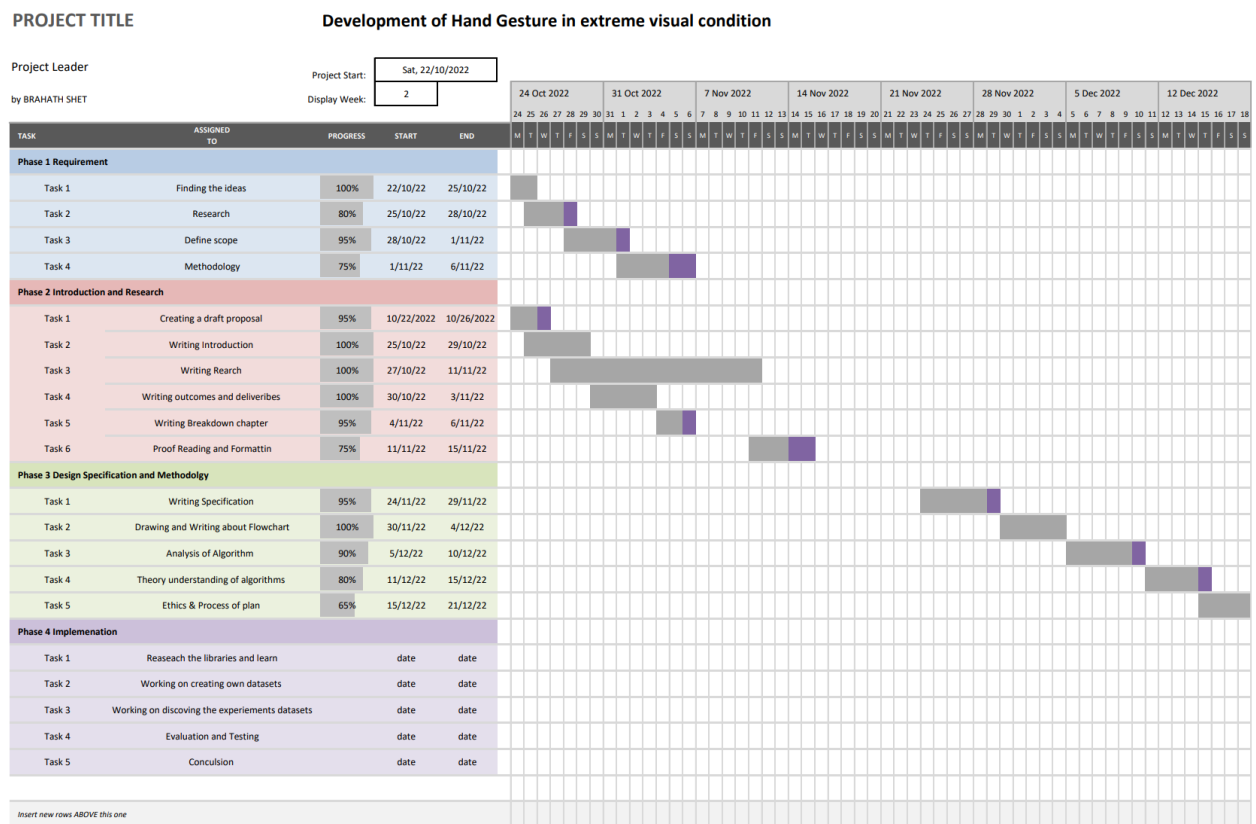 PROJECT TITLE Development of Hand Gesture in extreme visual condition
Project Leader
Project Start: Sat, 22/10/2022
by BRAHATH SHET Display Week: 2
24 Oct 2022 31 Oct 2022 7 Nov 2022 14 Nov 2022 21 Nov 2022 28 Nov 2022 5 Dec 2022 12 Dec 2022
24 25 26 27 28 29 30 31 1 2 3 4 5 6 7 8 9 10 11 12 13 14 15 16 17 18 19 20 21 22 23 24 25 26 27 28 29 30 1 2 3 4 5 6 7 8 9 10 11 12 13 14 15 16 17 18
TASK ASSIGNED TO PROGRESS START END M T W T F S S M T W T F S S M T W T F S S M T W T F S S M T W T F S S M T W T F S S M T W T F S S M T W T F S S
Phase 1 Requirement
Task 1 Finding the ideas 100% 22/10/22 25/10/22
Task 2 Research 80% 25/10/22 28/10/22
Task 3 Define scope 95% 28/10/22 1/11/22
Task 4 Methodology 75% 1/11/22 6/11/22
Phase 2 Introduction and Research
Task 1 Creating a draft proposal 95% 10/22/2022 10/26/2022
Task 2 Writing Introduction 100% 25/10/22 29/10/22
Task 3 Writing Rearch 100% 27/10/22 11/11/22
Task 4 Writing outcomes and deliveribes 100% 30/10/22 3/11/22
Task 5 Writing Breakdown chapter 95% 4/11/22 6/11/22
Task 6 Proof Reading and Formattin 75% 11/11/22 15/11/22
Phase 3 Design Specification and Methodolgy
Task 1 Writing Specification 95% 24/11/22 29/11/22
Task 2 Drawing and Writing about Flowchart 100% 30/11/22 4/12/22
Task 3 Analysis of Algorithm 90% 5/12/22 10/12/22
Task 4 Theory understanding of algorithms 80% 11/12/22 15/12/22
Task 5 Ethics & Process of plan 65% 15/12/22 21/12/22
Phase 4 Implemenation
Task 1 Reaseach the libraries and learn date date
Task 2 Working on creating own datasets date date
Task 3 Working on discoving the experiements datasets date date
Task 4 Evaluation and Testing date date
Task 5 Conculsion date date
Insert new rows ABOVE this one